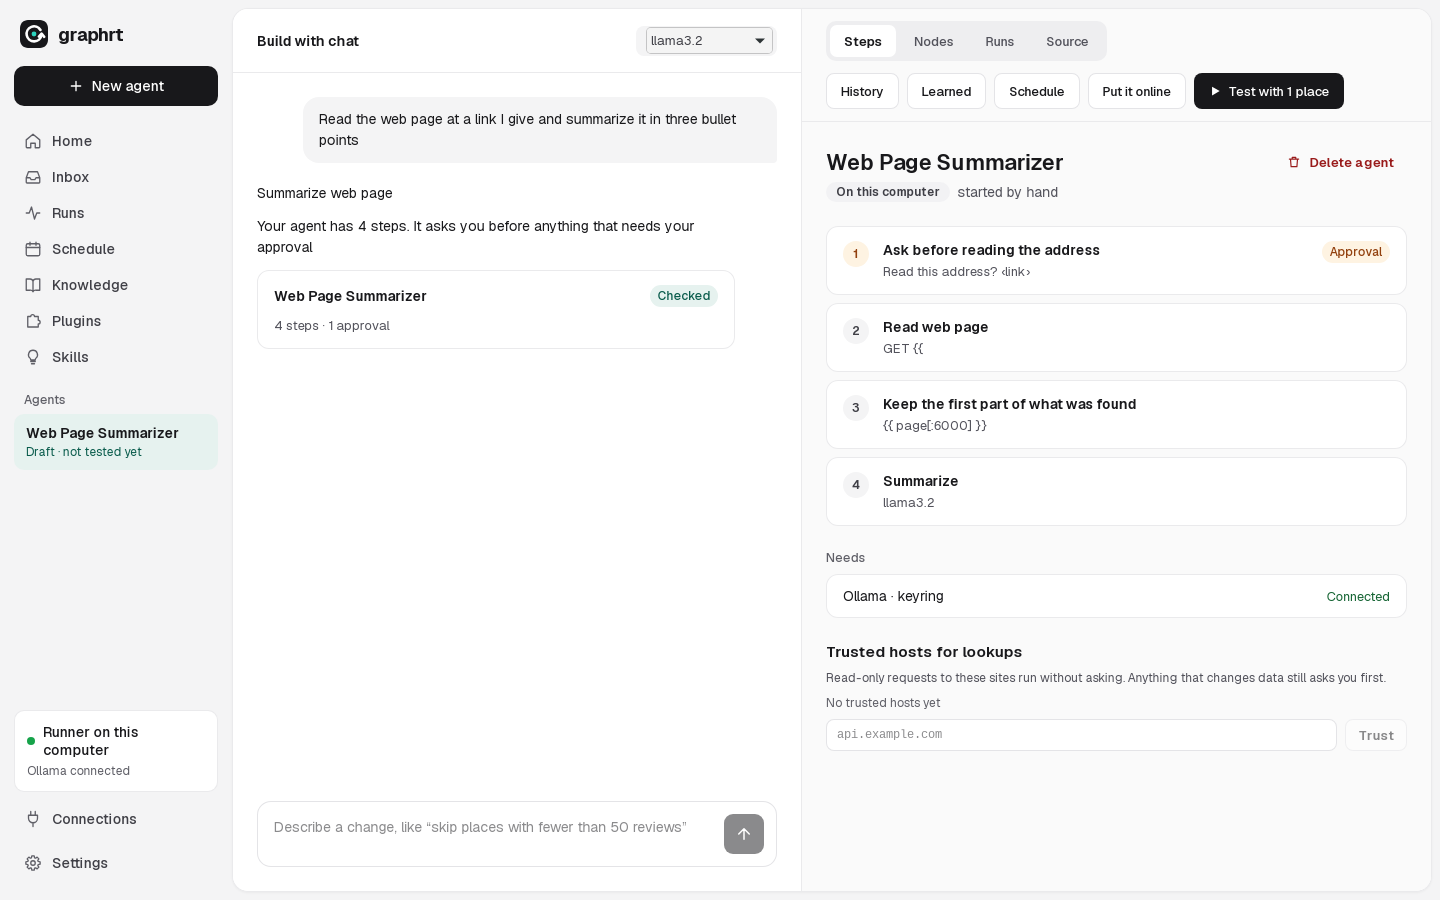 graphrt
New agent
Home
Inbox
Runs
Schedule
Knowledge
Plugins
Skills
Agents
Web Page Summarizer
Draft · not tested yet
Runner on this
computer
Ollama connected
Connections
Settings
Build with chat
llama3.2
Read the web page at a link I give and summarize it in three bullet
points
Summarize web page
Your agent has 4 steps. It asks you before anything that needs your
approval
Web Page Summarizer
Checked
4 steps · 1 approval
Describe a change, like “skip places with fewer than 50 reviews”
Steps
Nodes
Runs
Source
History
Learned
Schedule
Put it online
Test with 1 place
Web Page Summarizer
Delete agent
On this computer
started by hand
1
Ask before reading the address
Approval
Read this address? ‹link›
2
Read web page
GET {{
3
Keep the first part of what was found
{{ page[:6000] }}
4
Summarize
llama3.2
Needs
Ollama · keyring
Connected
Trusted hosts for lookups
Read-only requests to these sites run without asking. Anything that changes data still asks you first.
No trusted hosts yet
api.example.com
Trust